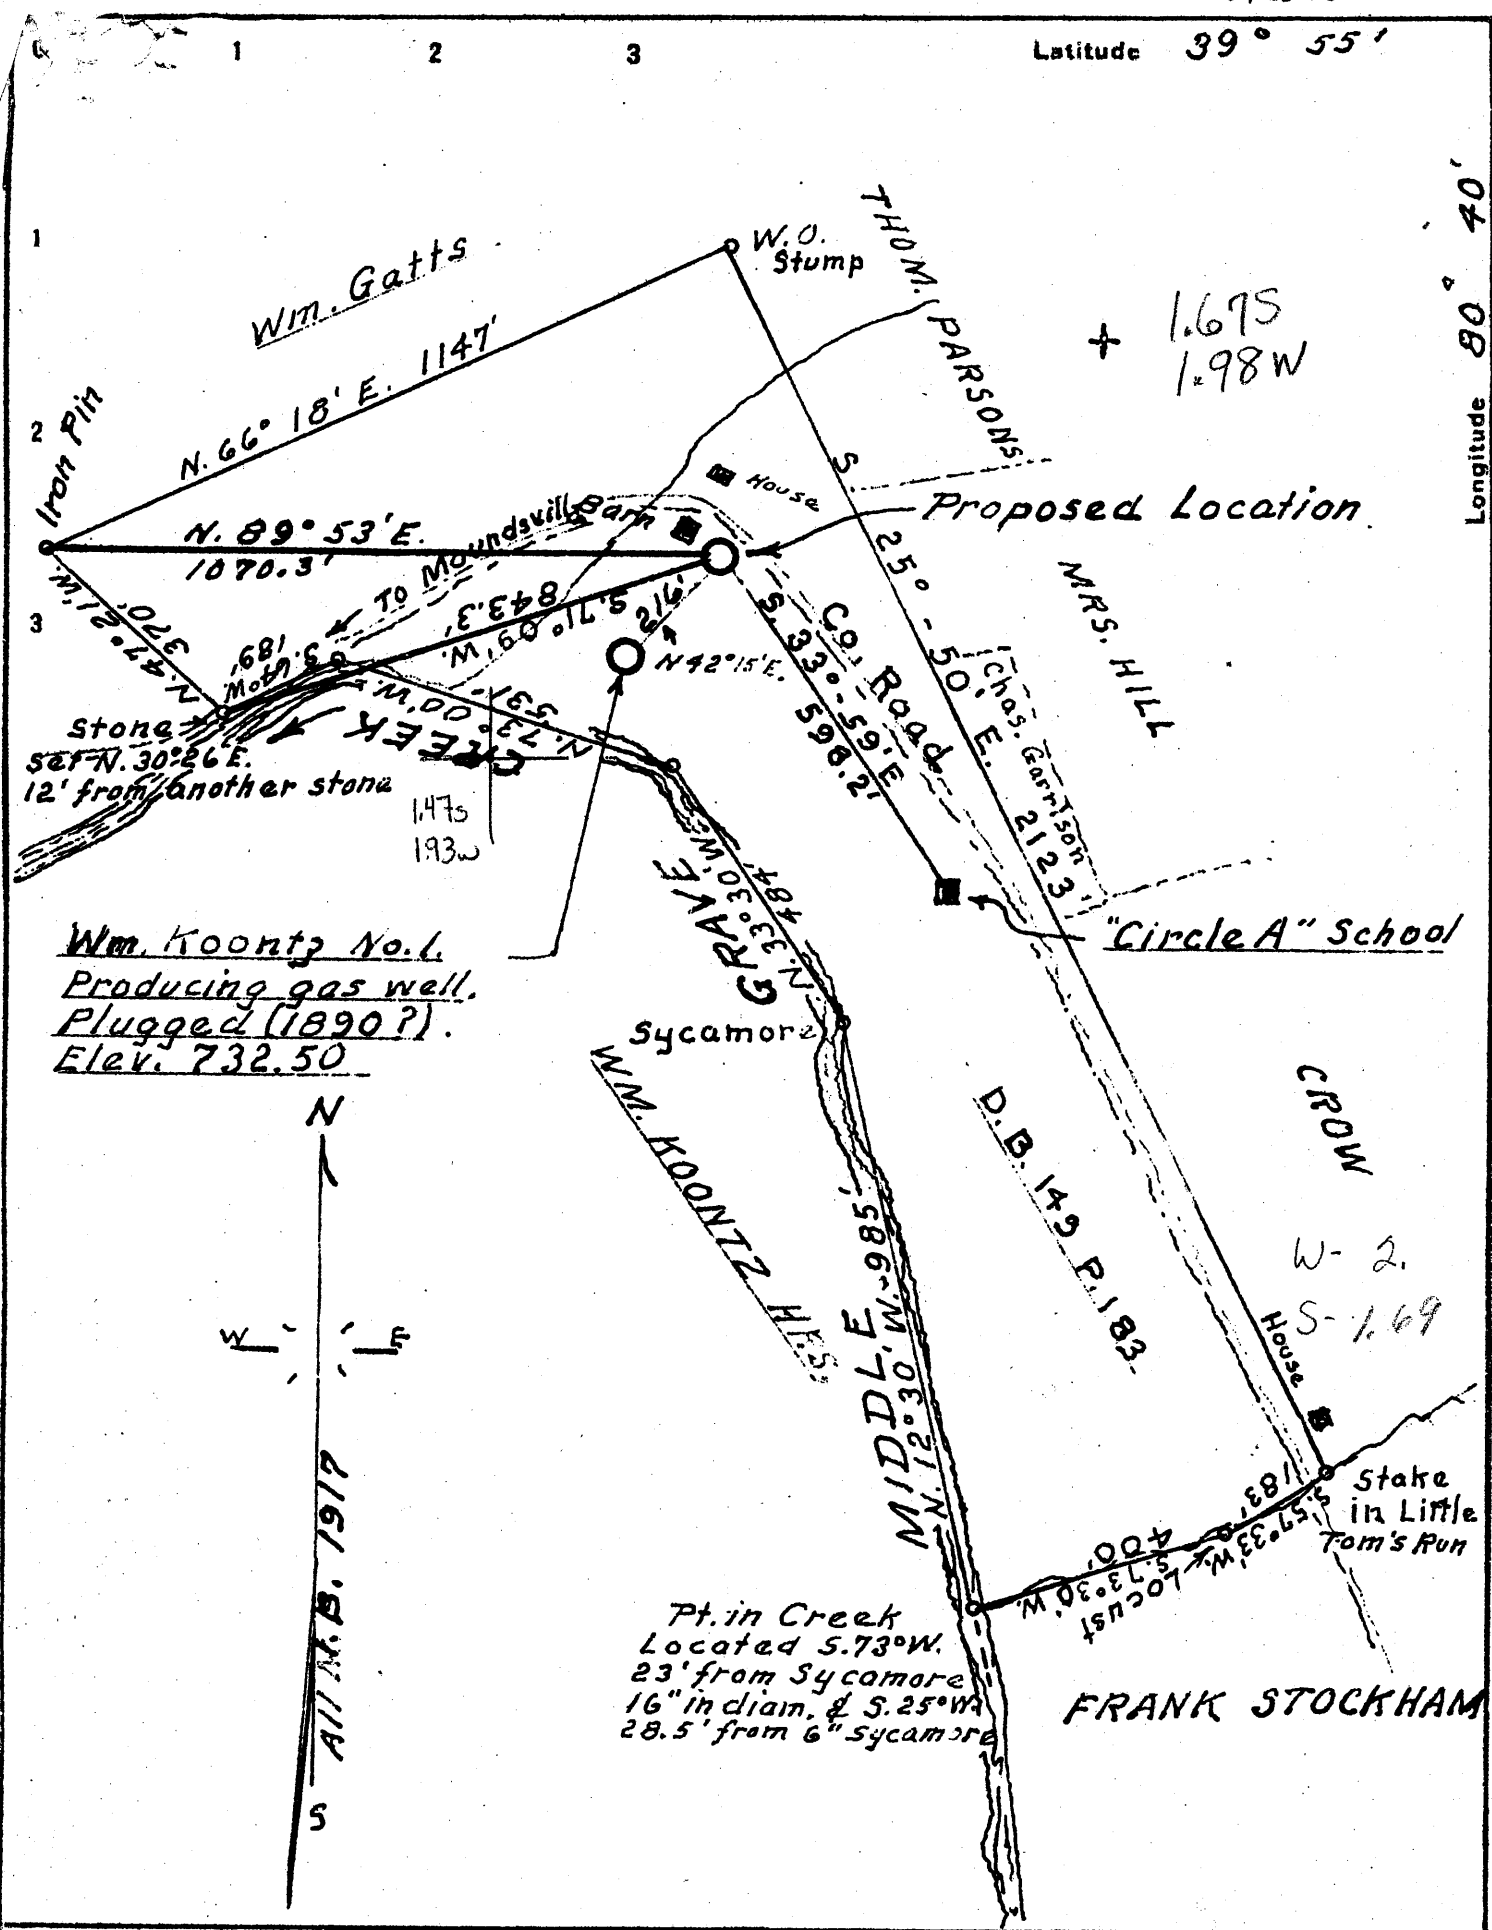 0 1 2 3
Latitude 39° 55'
Longitude 80° 40'
1
2
3
W.O.
Stump
THOM. PARSONS
Wm. Gatts
1.67S
1.98W
N. 66° 18' E. 1147'
Iron Pin
House
Barn
Proposed Location
N. 89° 53' E.
1070.3'
To Moundsville
S. 25° - 50' E. 2123'
MRS. HILL
843.3'
S. 71° 09' W.
216'
N 42° 15' E.
S. 33° - 59' E
598.2'
Co. Road
Chas. Garrison
N. 47° 21' W.
370'
189'
S. 64° W
Stone
Set N. 30° 26' E.
12' from another stone
N. 73° 00' W.
531'
CREEK
1.47s
1.93w
N. 33° 30' W.
484'
GRAVE
"Circle A" School
Wm. Koontz No. 1.
Producing gas well.
Plugged (1890?).
Elev. 732.50
Sycamore
WM. KOONTZ HRS.
D. B. 149 P. 183
CROW
N
W E
S
All N.B. 1917
MIDDLE
N. 12° 30' W. - 985'
W- 2.
S- 1.69
House
Stake
in Little
Tom's Run
183'
S. 57° 33' W.
400'
S. 73° 30' W.
Locust
Pt. in Creek
Located S. 73° W.
23' from Sycamore
16" in diam. & S. 25° W.
28.5' from 6" Sycamore
FRANK STOCKHAM